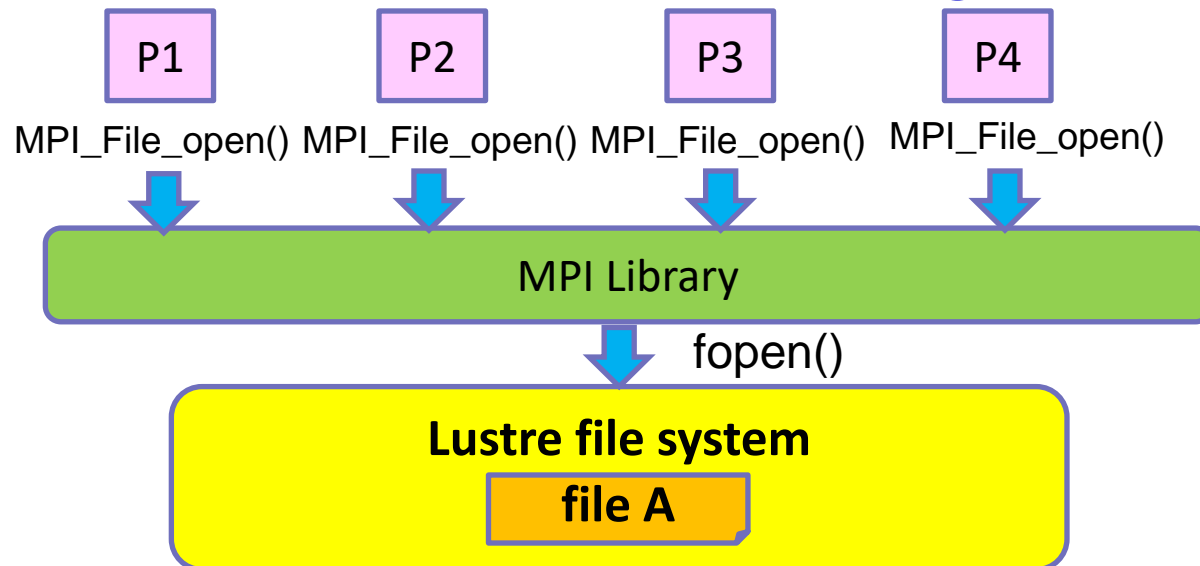 P1 P2 P3 P4
MPI_File_open() MPI_File_open() MPI_File_open() MPI_File_open()
MPI Library
fopen()
Lustre file system
file A